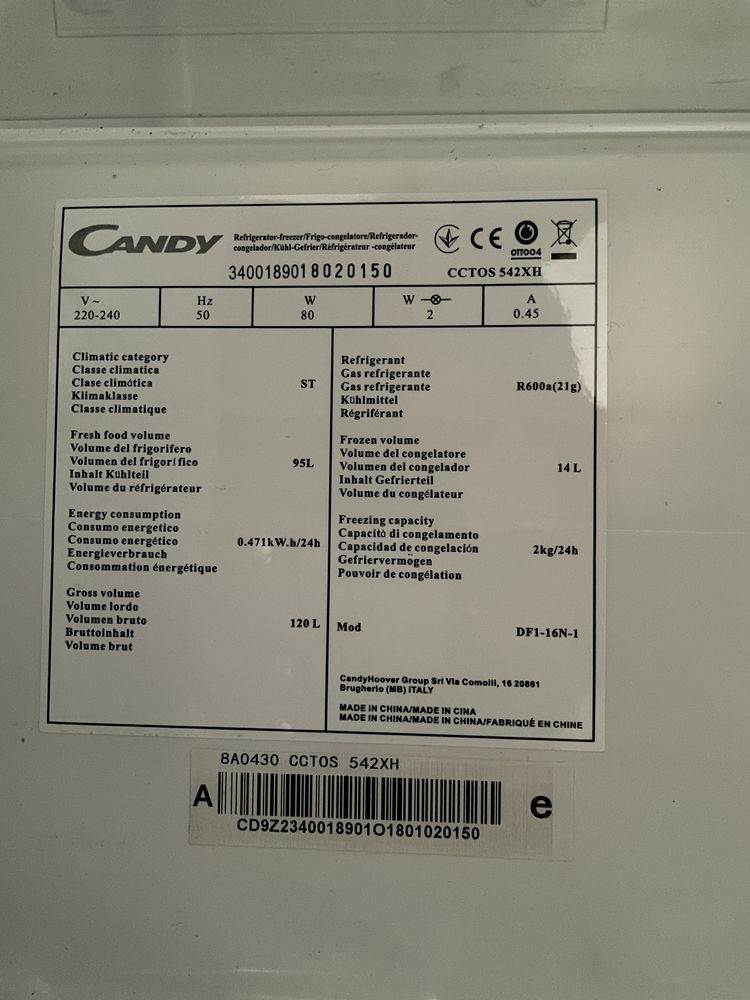 CANDY
Refrigerator-freezer/Frigo-congelatore/Refrigerador-
congelador/Kühl-Gefrier/Réfrigérateur -congélateur
CE
OTTO04
3400189018020150
CCTOS 542XH
V~
220-240
Hz
50
W
80
W
2
A
0.45
Climatic category
Classe climatica
Clase climótica
Klimaklasse
Classe climatique
ST
Fresh food volume
Volume del frigorifero
Volumen del frigorífico
Inhalt Kühlteil
Volume du réfrigérateur
95L
Energy consumption
Consumo energetico
Consumo energético
Energieverbrauch
Consommation énergétique
0.471kW.h/24h
Gross volume
Volume lordo
Volumen bruto
Bruttoinhalt
Volume brut
120 L
Refrigerant
Gas refrigerante
Gas refrigerante
Kühlmittel
Régriférant
R600a(21g)
Frozen volume
Volume del congelatore
Volumen del congelador
Inhalt Gefrierteil
Volume du congélateur
14 L
Freezing capacity
Capacitò di congelamento
Capacidad de congelación
Gefriervermögen
Pouvoir de congélation
2kg/24h
Mod
DF1-16N-1
CandyHoover Group Srl Via Comolli, 16 20861
Brugherio (MB) ITALY
MADE IN CHINA/MADE IN CINA
MADE IN CHINA/MADE IN CHINA/FABRIQUÉ EN CHINE
8A0430 CCTOS 542XH
A
e
CD9Z2340018901O1801020150